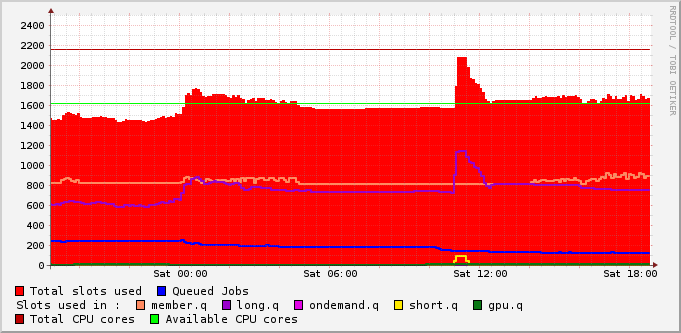 2400
2200
2000
1800
1600
1400
1200
1000
800
600
400
200
0
Sat 00:00 Sat 06:00 Sat 12:00 Sat 18:00
Total slots used Queued Jobs
Slots used in : member.q long.q ondemand.q short.q gpu.q
Total CPU cores Available CPU cores
RRDTOOL / TOBI OETIKER